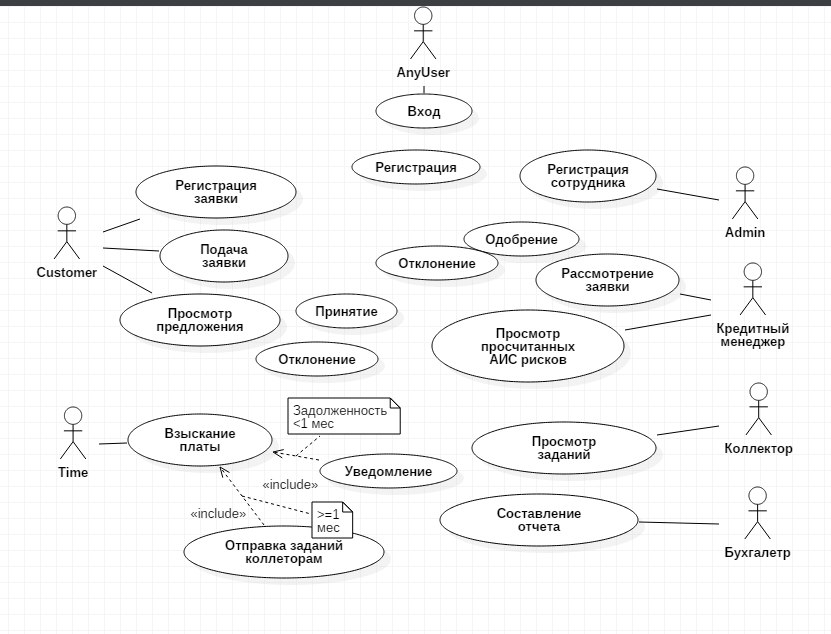 AnyUser
Вход
Регистрация
Регистрация
заявки
Регистрация
сотрудника
Admin
Customer
Подача
заявки
Одобрение
Отклонение
Рассмотрение
заявки
Кредитный
менеджер
Просмотр
предложения
Принятие
Отклонение
Просмотр
просчитанных
АИС рисков
Time
Взыскание
платы
Задолженность
<1 мес
Уведомление
«include»
«include»
>=1
мес
Отправка заданий
коллеторам
Просмотр
заданий
Коллектор
Составление
отчета
Бухгалетр